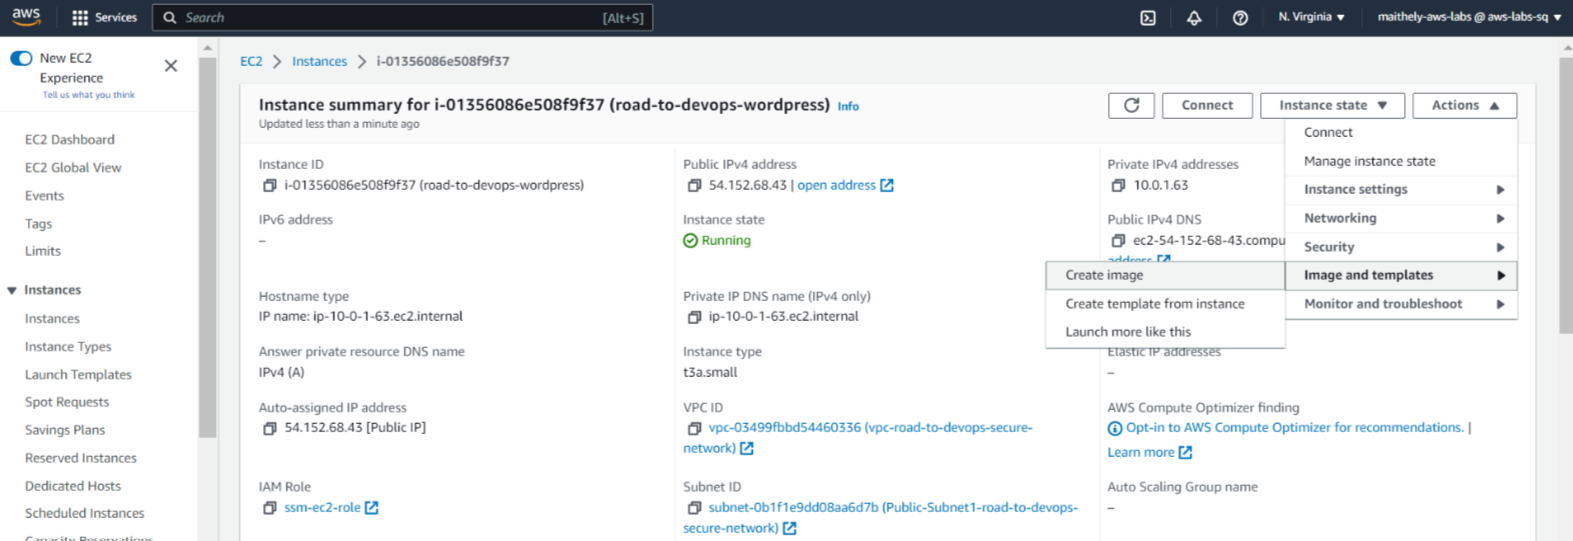 aws
Services
Search
[Alt+S]
N. Virginia
maithely-aws-labs @ aws-labs-sq
New EC2
Experience
Tell us what you think
EC2 Dashboard
EC2 Global View
Events
Tags
Limits
Instances
Instances
Instance Types
Launch Templates
Spot Requests
Savings Plans
Reserved Instances
Dedicated Hosts
Scheduled Instances
Capacity Reservations
EC2 > Instances > i-01356086e508f9f37
Instance summary for i-01356086e508f9f37 (road-to-devops-wordpress) Info
Updated less than a minute ago
Connect
Instance state
Actions
Instance ID
i-01356086e508f9f37 (road-to-devops-wordpress)
IPv6 address
–
Hostname type
IP name: ip-10-0-1-63.ec2.internal
Answer private resource DNS name
IPv4 (A)
Auto-assigned IP address
54.152.68.43 [Public IP]
IAM Role
ssm-ec2-role
Public IPv4 address
54.152.68.43 | open address
Instance state
Running
Private IP DNS name (IPv4 only)
ip-10-0-1-63.ec2.internal
Instance type
t3a.small
VPC ID
vpc-03499fbbd54460336 (vpc-road-to-devops-secure-
network)
Subnet ID
subnet-0b1f1e9dd08aa6d7b (Public-Subnet1-road-to-devops-
secure-network)
Private IPv4 addresses
10.0.1.63
Public IPv4 DNS
ec2-54-152-68-43.compu
address
Elastic IP addresses
–
AWS Compute Optimizer finding
Opt-in to AWS Compute Optimizer for recommendations. |
Learn more
Auto Scaling Group name
–
Connect
Manage instance state
Instance settings
Networking
Security
Image and templates
Monitor and troubleshoot
Create image
Create template from instance
Launch more like this